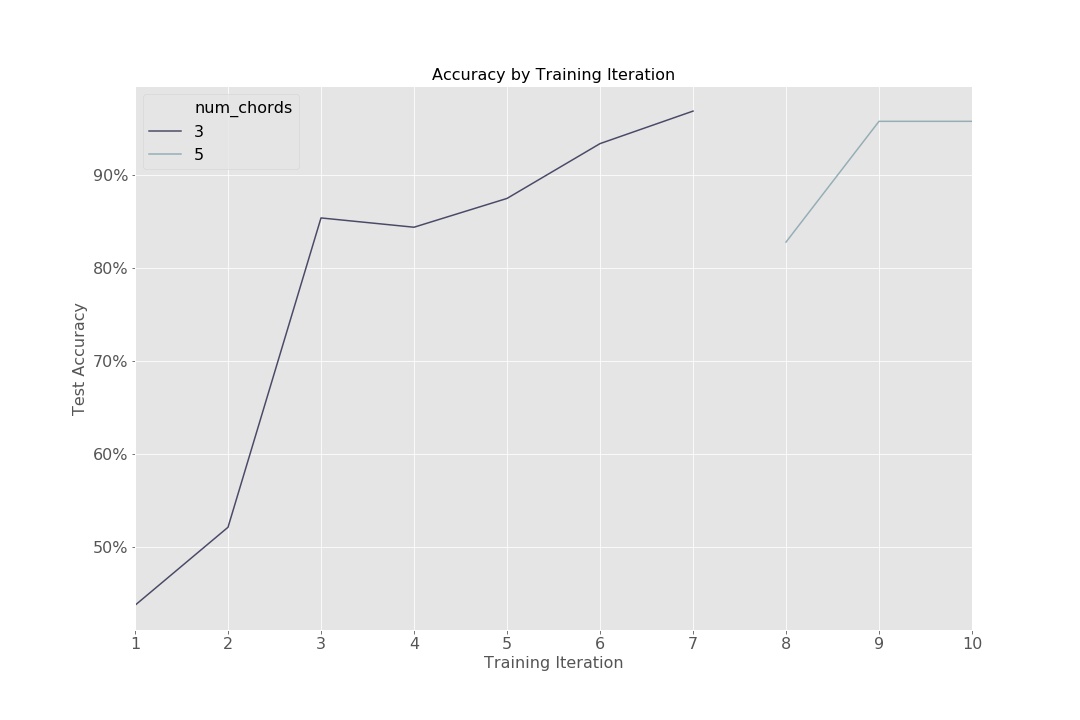 Accuracy by Training Iteration
num_chords
3
5
90%
80%
70%
60%
50%
Test Accuracy
1 2 3 4 5 6 7 8 9 10
Training Iteration